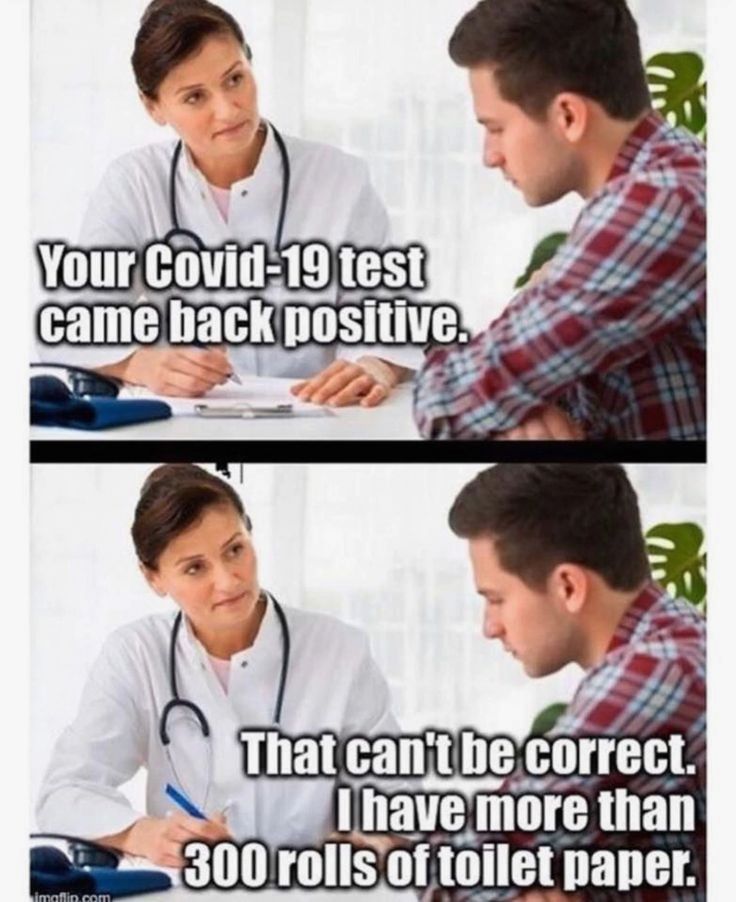 Your Covid-19 test
came back positive.
That can't be correct.
I have more than
300 rolls of toilet paper.
imgflip.com